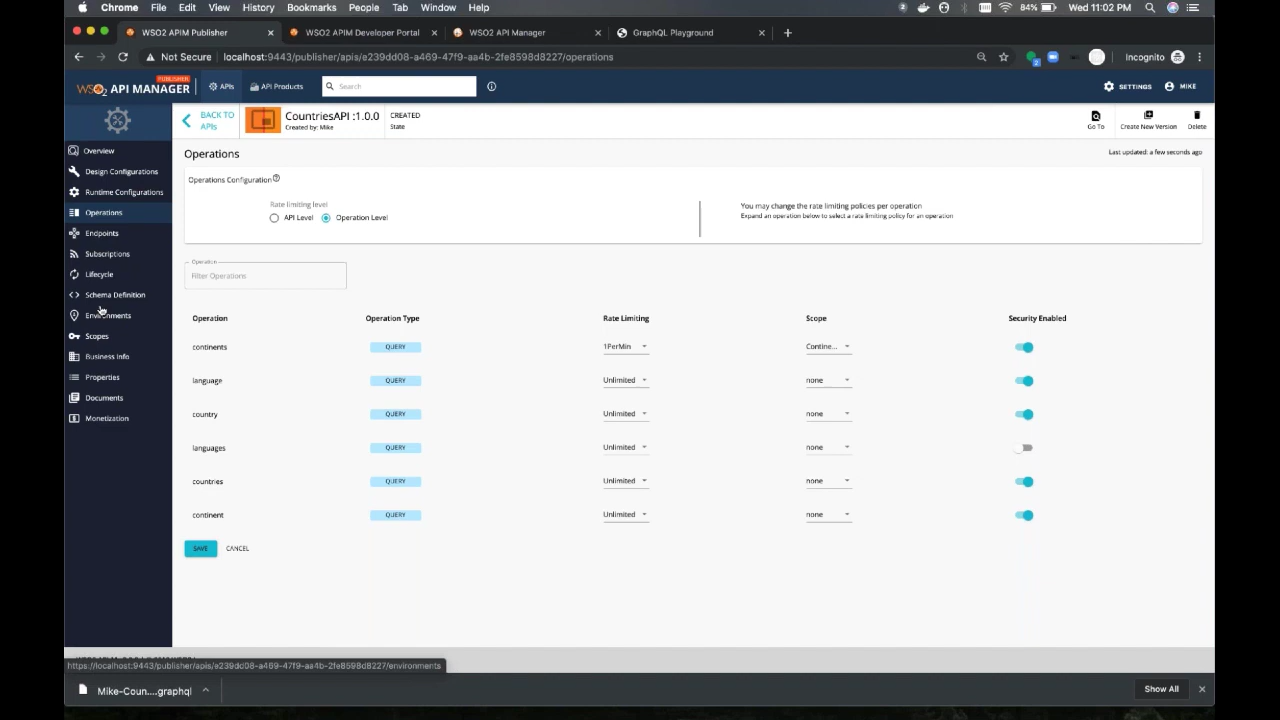 Chrome File Edit View History Bookmarks People Tab Window Help 84% Wed 11:02 PM
WSO2 APIM Publisher WSO2 APIM Developer Portal WSO2 API Manager GraphQL Playground
Not Secure localhost:9443/publisher/apis/e239dd08-a469-47f9-aa4b-2fe8598d8227/operations Incognito
WSO2 API MANAGER PUBLISHER APIs API Products Search SETTINGS MIKE
BACK TO APIs
CountriesAPI :1.0.0
Created by: Mike
CREATED
State
Go To Create New Version Delete
Overview
Design Configurations
Runtime Configurations
Operations
Endpoints
Subscriptions
Lifecycle
Schema Definition
Environments
Scopes
Business Info
Properties
Documents
Monetization
Operations
Last updated: a few seconds ago
Operations Configuration
Rate limiting level
API Level Operation Level
You may change the rate limiting policies per operation
Expand an operation below to select a rate limiting policy for an operation
Operation
Filter Operations
Operation Operation Type Rate Limiting Scope Security Enabled
continents QUERY 1PerMin Contine...
language QUERY Unlimited none
country QUERY Unlimited none
languages QUERY Unlimited none
countries QUERY Unlimited none
continent QUERY Unlimited none
SAVE CANCEL
https://localhost:9443/publisher/apis/e239dd08-a469-47f9-aa4b-2fe8598d8227/environments
Mike-Coun....graphql Show All